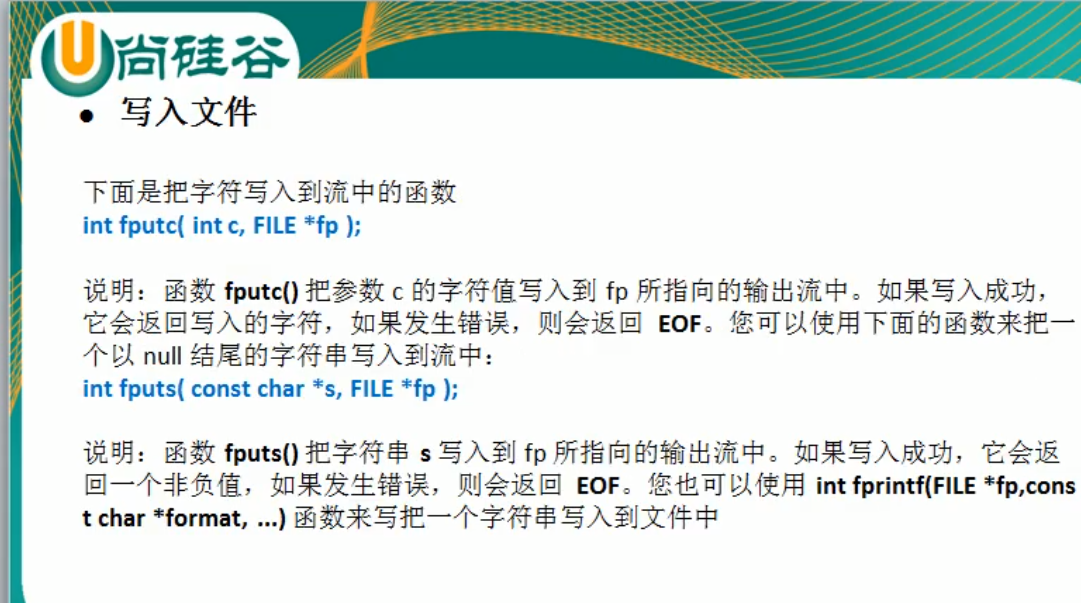 尚硅谷
● 写入文件
下面是把字符写入到流中的函数
int fputc( int c, FILE *fp );
说明：函数 fputc() 把参数 c 的字符值写入到 fp 所指向的输出流中。如果写入成功，
它会返回写入的字符，如果发生错误，则会返回 EOF。您可以使用下面的函数来把一
个以 null 结尾的字符串写入到流中：
int fputs( const char *s, FILE *fp );
说明：函数 fputs() 把字符串 s 写入到 fp 所指向的输出流中。如果写入成功，它会返
回一个非负值，如果发生错误，则会返回 EOF。您也可以使用 int fprintf(FILE *fp,cons
t char *format, ...) 函数来写把一个字符串写入到文件中